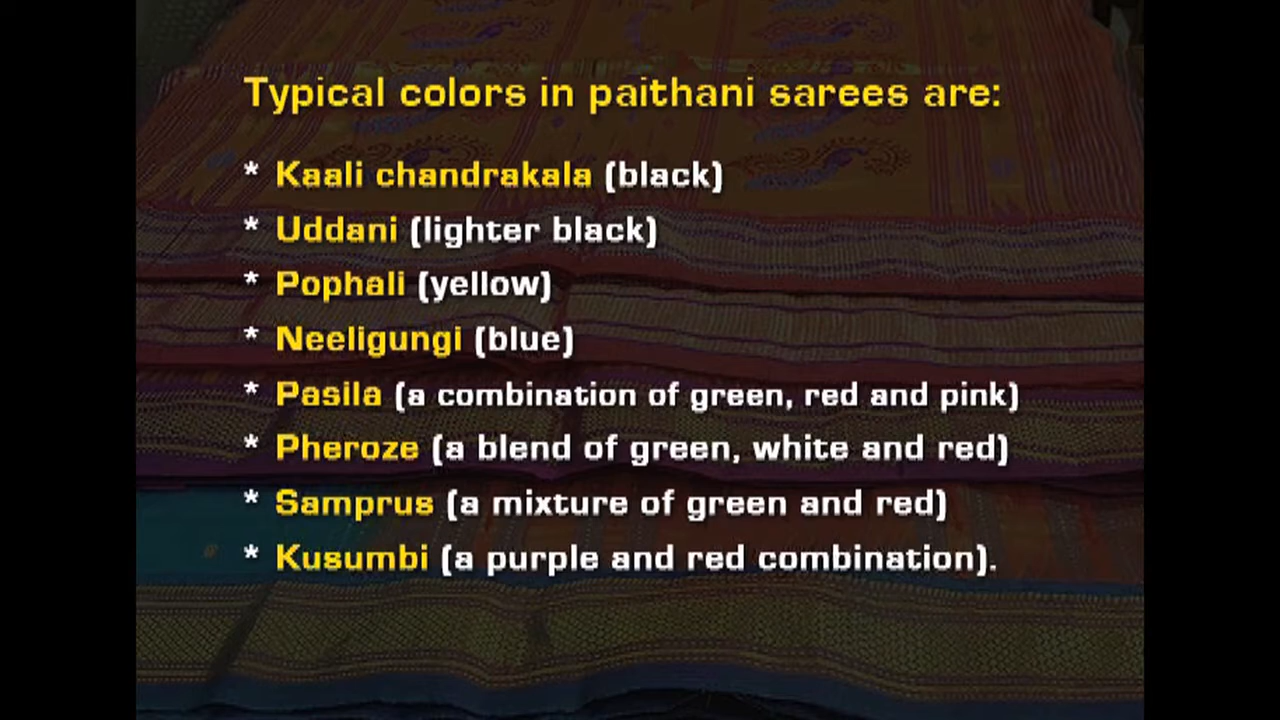 Typical colors in paithani sarees are:
* Kaali chandrakala (black)
* Uddani (lighter black)
* Pophali (yellow)
* Neeligungi (blue)
* Pasila (a combination of green, red and pink)
* Pheroze (a blend of green, white and red)
* Samprus (a mixture of green and red)
* Kusumbi (a purple and red combination).